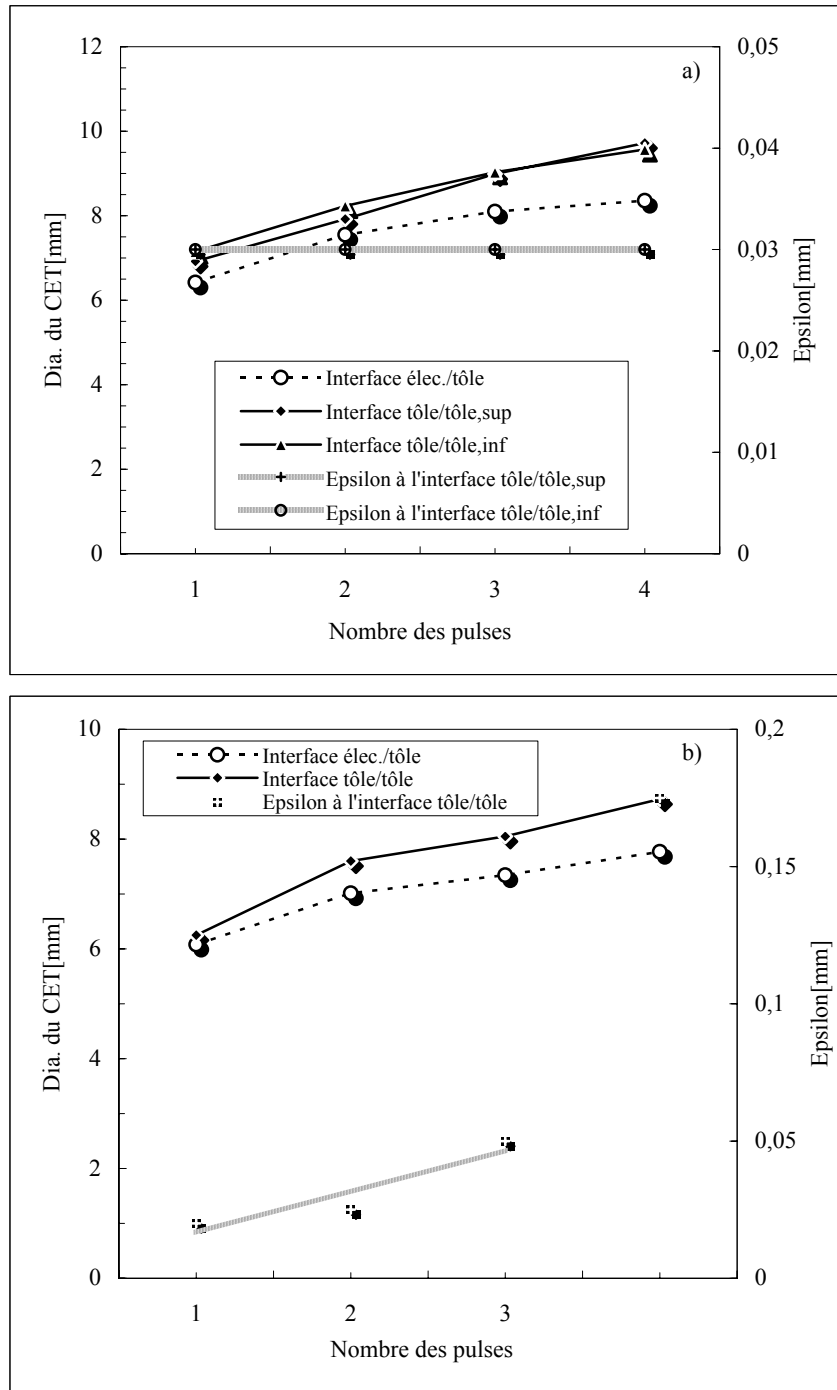 a)
12
10
8
6
4
2
0
0,05
0,04
0,03
0,02
0,01
0
Dia. du CET[mm]
Epsilon[mm]
Interface élec./tôle
Interface tôle/tôle,sup
Interface tôle/tôle,inf
Epsilon à l'interface tôle/tôle,sup
Epsilon à l'interface tôle/tôle,inf
1 2 3 4
Nombre des pulses
b)
10
8
6
4
2
0
0,2
0,15
0,1
0,05
0
Dia. du CET[mm]
Epsilon[mm]
Interface élec./tôle
Interface tôle/tôle
Epsilon à l'interface tôle/tôle
1 2 3
Nombre des pulses